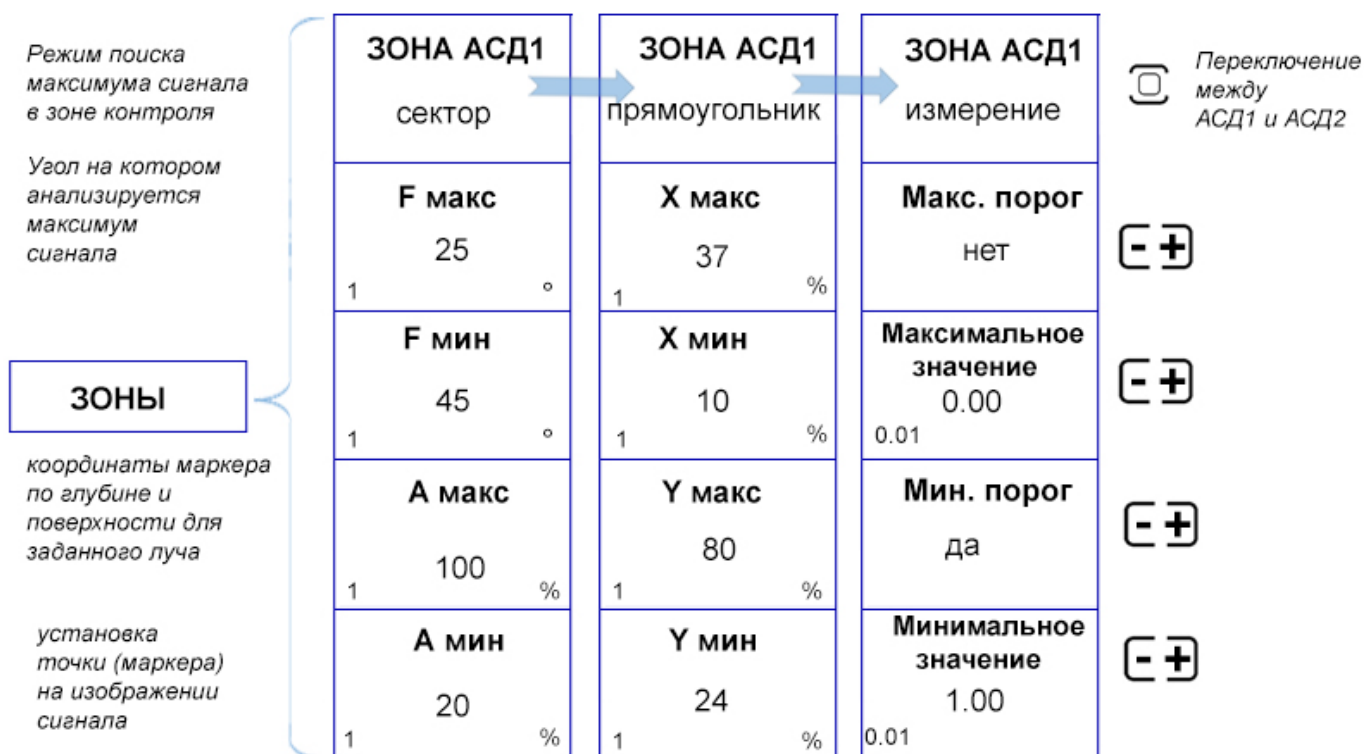 Режим поиска
максимума сигнала
в зоне контроля
Угол на котором
анализируется
максимум
сигнала
ЗОНЫ
координаты маркера
по глубине и
поверхности для
заданного луча
установка
точки (маркера)
на изображении
сигнала
ЗОНА АСД1
сектор
F макс
25
1 °
F мин
45
1 °
А макс
100
1 %
А мин
20
1 %
ЗОНА АСД1
прямоугольник
X макс
37
1 %
X мин
10
1 %
Y макс
80
1 %
Y мин
24
1 %
ЗОНА АСД1
измерение
Макс. порог
нет
Максимальное
значение
0.00
0.01
Мин. порог
да
Минимальное
значение
1.00
0.01
Переключение
между
АСД1 и АСД2
- +
- +
- +
- +